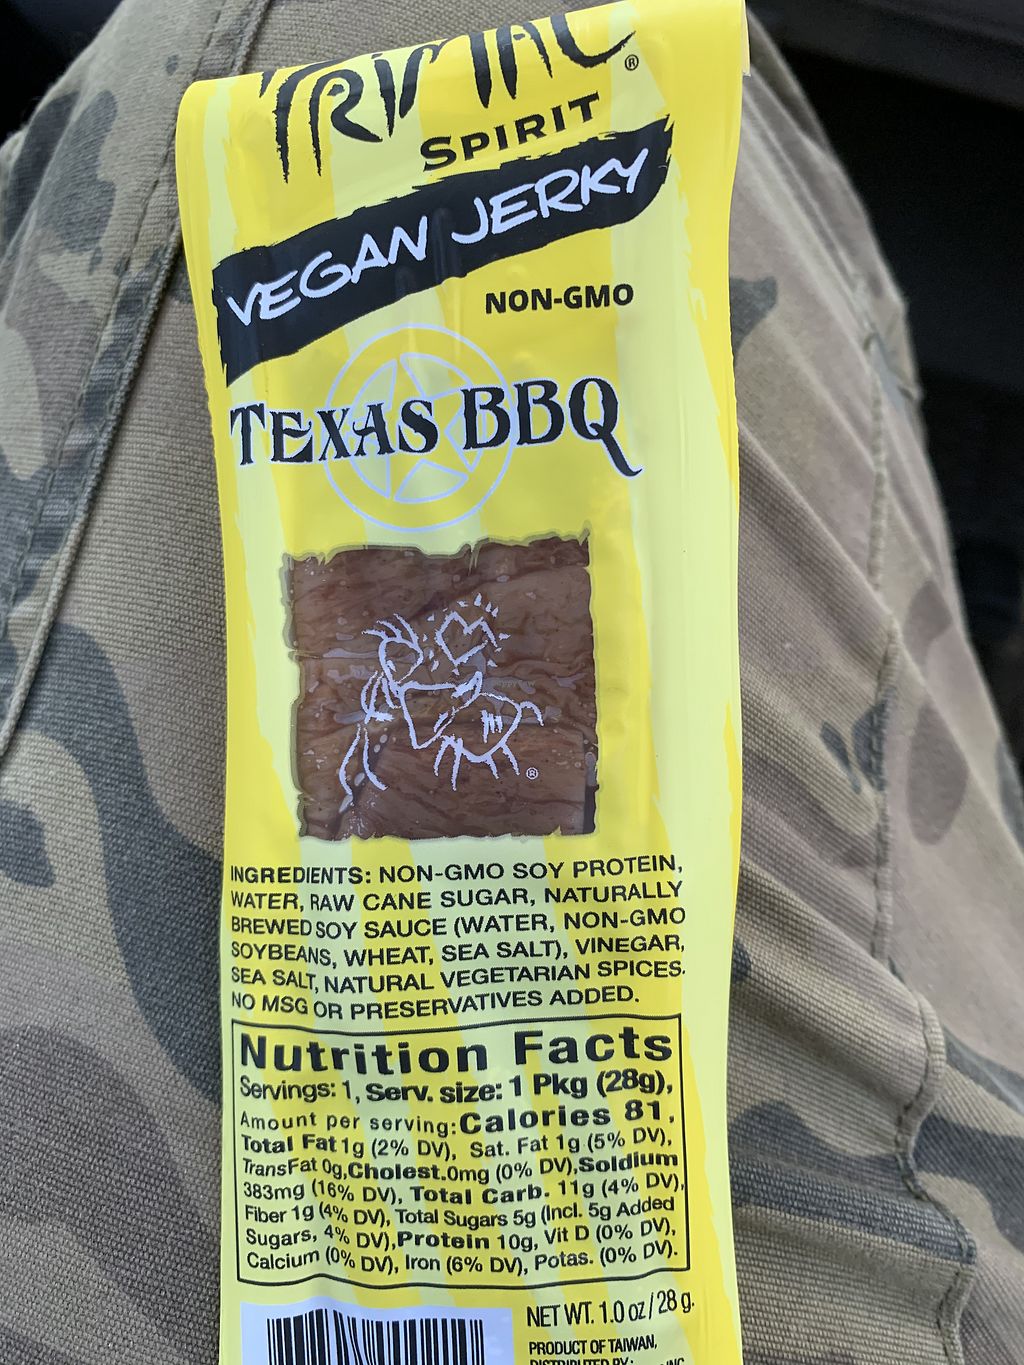 PRIMAL®
SPIRIT
VEGAN JERKY
NON-GMO
TEXAS BBQ
®
INGREDIENTS: NON-GMO SOY PROTEIN,
WATER, RAW CANE SUGAR, NATURALLY
BREWED SOY SAUCE (WATER, NON-GMO
SOYBEANS, WHEAT, SEA SALT), VINEGAR,
SEA SALT, NATURAL VEGETARIAN SPICES.
NO MSG OR PRESERVATIVES ADDED.
Nutrition Facts
Servings: 1, Serv. size: 1 Pkg (28g),
Amount per serving: Calories 81,
Total Fat 1g (2% DV), Sat. Fat 1g (5% DV),
TransFat 0g, Cholest. 0mg (0% DV), Soldium
383mg (16% DV), Total Carb. 11g (4% DV),
Fiber 1g (4% DV), Total Sugars 5g (Incl. 5g Added
Sugars, 4% DV), Protein 10g, Vit D (0% DV),
Calcium (0% DV), Iron (6% DV), Potas. (0% DV).
NET WT. 1.0 oz / 28 g.
PRODUCT OF TAIWAN,
DISTRIBUTED BY: